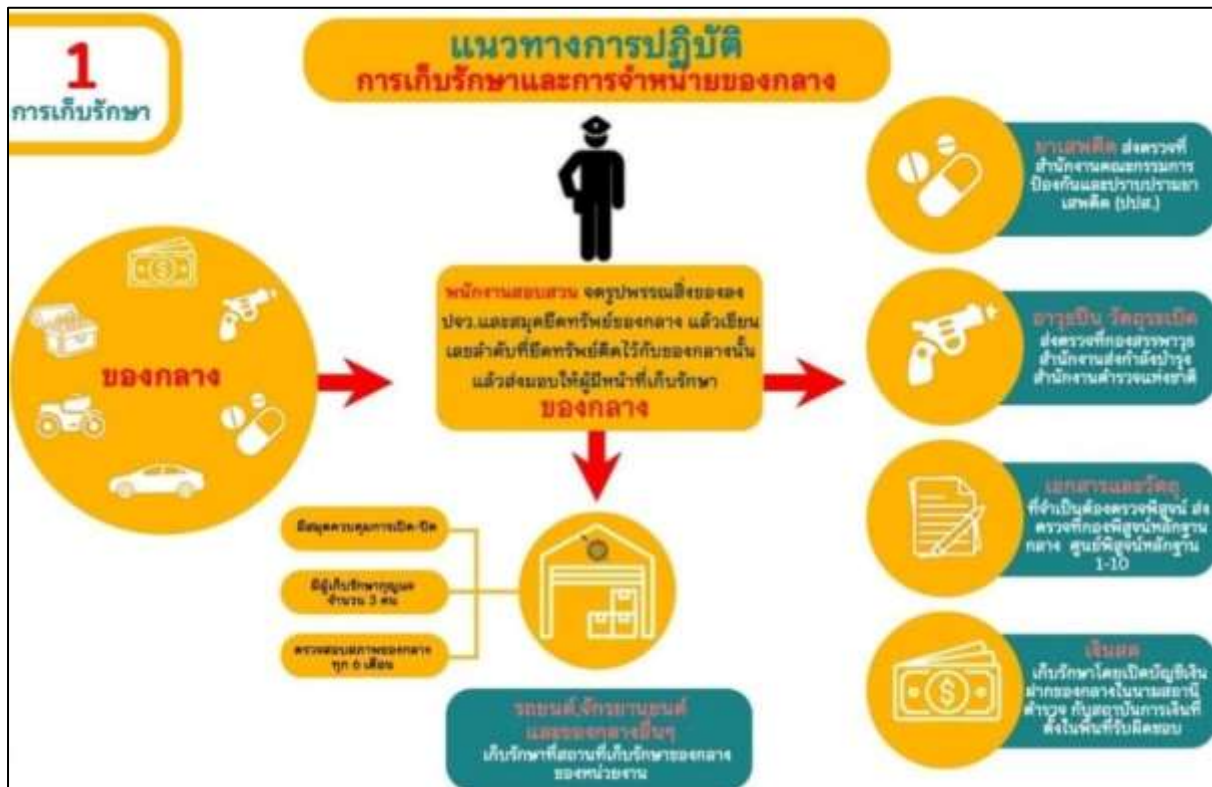 1
การเก็บรักษา
แนวทางการปฏิบัติ
การเก็บรักษาและการจำหน่ายของกลาง
ของกลาง
พนักงานสอบสวน จดรูปพรรณสิ่งของลง
ปจว.และสมุดยึดทรัพย์ของกลาง แล้วเขียน
เลขลำดับที่ยึดทรัพย์ติดไว้กับของกลางนั้น
แล้วส่งมอบให้ผู้มีหน้าที่เก็บรักษา
ของกลาง
มีสมุดควบคุมการเปิด-ปิด
มีผู้เก็บรักษากุญแจ
จำนวน 3 คน
ตรวจสอบสภาพของกลาง
ทุก 6 เดือน
รถยนต์,จักรยานยนต์
และของกลางอื่นๆ
เก็บรักษาที่สถานที่เก็บรักษาของกลาง
ของหน่วยงาน
ยาเสพติด ส่งตรวจที่
สำนักงานคณะกรรมการ
ป้องกันและปราบปรามยา
เสพติด (ปปส.)
อาวุธปืน วัตถุระเบิด
ส่งตรวจที่กองสรรพาวุธ
สำนักงานส่งกำลังบำรุง
สำนักงานตำรวจแห่งชาติ
เอกสารและวัตถุ
ที่จำเป็นต้องตรวจพิสูจน์ ส่ง
ตรวจที่กองพิสูจน์หลักฐาน
กลาง ศูนย์พิสูจน์หลักฐาน
1-10
เงินสด
เก็บรักษาโดยเปิดบัญชีเงิน
ฝากของกลางในนามสถานี
ตำรวจ กับสถาบันการเงินที่
ตั้งในพื้นที่รับผิดชอบ